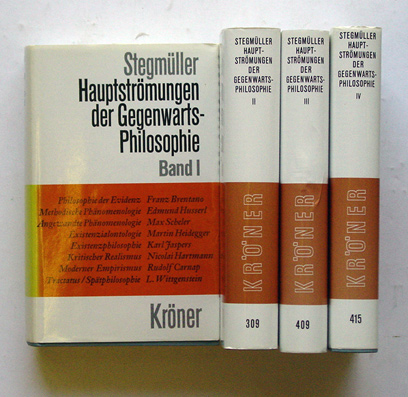 Stegmüller
Hauptströmungen
der Gegenwarts-
Philosophie
Band I
Philosophie der Evidenz Franz Brentano
Methodische Phänomenologie Edmund Husserl
Angewandte Phänomenologie Max Scheler
Existenzialontologie Martin Heidegger
Existenzphilosophie Karl Jaspers
Kritischer Realismus Nicolai Hartmann
Moderner Empirismus Rudolf Carnap
Tractatus / Spätphilosophie L. Wittgenstein
Kröner
STEGMÜLLER
HAUPT-
STRÖMUNGEN
DER
GEGENWARTS-
PHILOSOPHIE
II
KRÖNER
309
STEGMÜLLER
HAUPT-
STRÖMUNGEN
DER
GEGENWARTS-
PHILOSOPHIE
III
KRÖNER
409
STEGMÜLLER
HAUPT-
STRÖMUNGEN
DER
GEGENWARTS-
PHILOSOPHIE
IV
KRÖNER
415